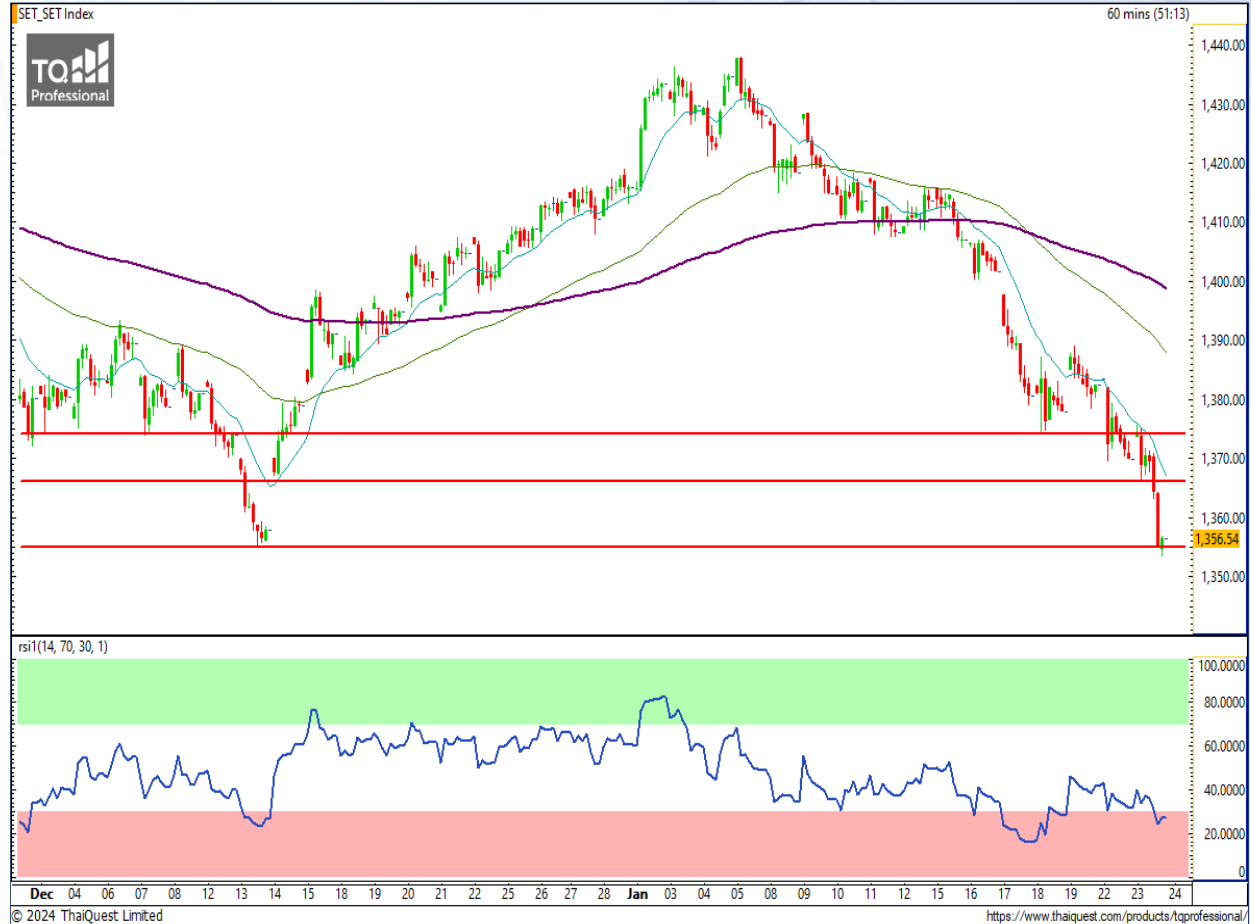 SET_SET Index
60 mins (51:13)
TQ
Professional
1,440.00
1,430.00
1,420.00
1,410.00
1,400.00
1,390.00
1,380.00
1,370.00
1,360.00
1,356.54
1,350.00
rsi1(14, 70, 30, 1)
100.0000
80.0000
60.0000
40.0000
20.0000
0
Dec 04 06 07 08 12 13 14 15 18 19 20 21 22 25 26 27 28 Jan 03 04 05 08 09 10 11 12 15 16 17 18 19 22 23 24
© 2024 ThaiQuest Limited
https://www.thaiquest.com/products/tqprofessional/